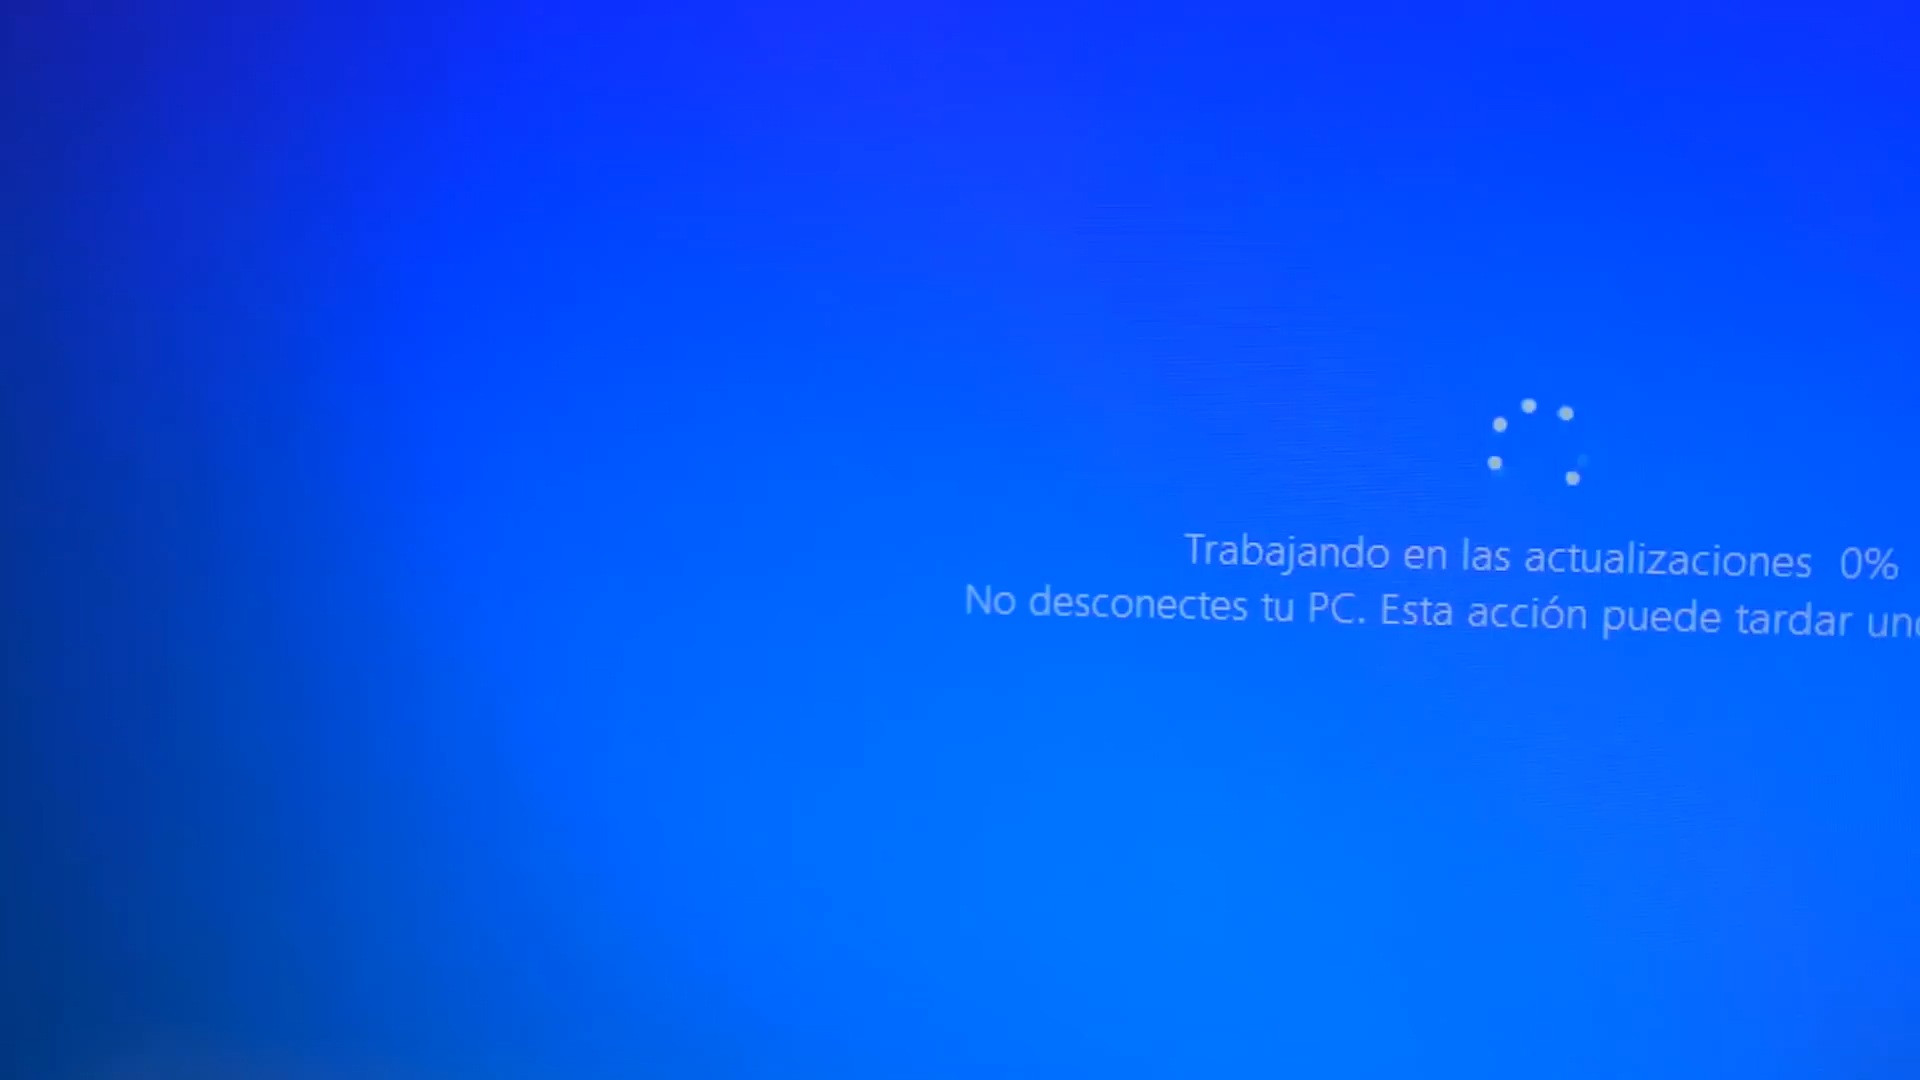 Trabajando en las actualizaciones 0%
No desconectes tu PC. Esta acción puede tardar